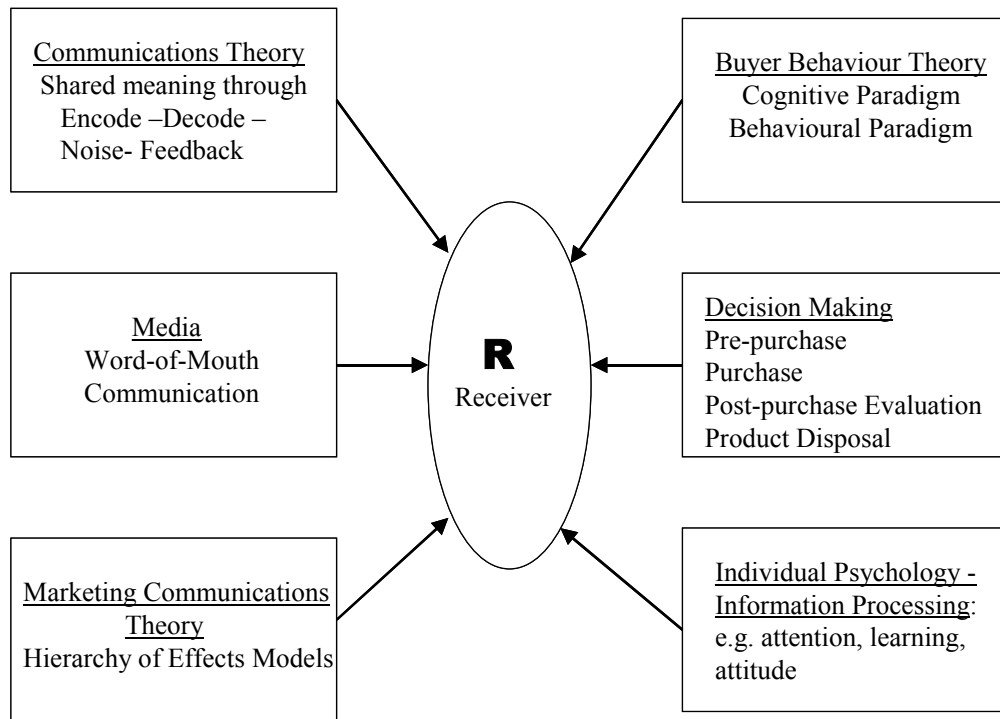 Communications Theory
Shared meaning through
Encode –Decode –
Noise- Feedback
Media
Word-of-Mouth
Communication
Marketing Communications
Theory
Hierarchy of Effects Models
R
Receiver
Buyer Behaviour Theory
Cognitive Paradigm
Behavioural Paradigm
Decision Making
Pre-purchase
Purchase
Post-purchase Evaluation
Product Disposal
Individual Psychology -
Information Processing:
e.g. attention, learning,
attitude